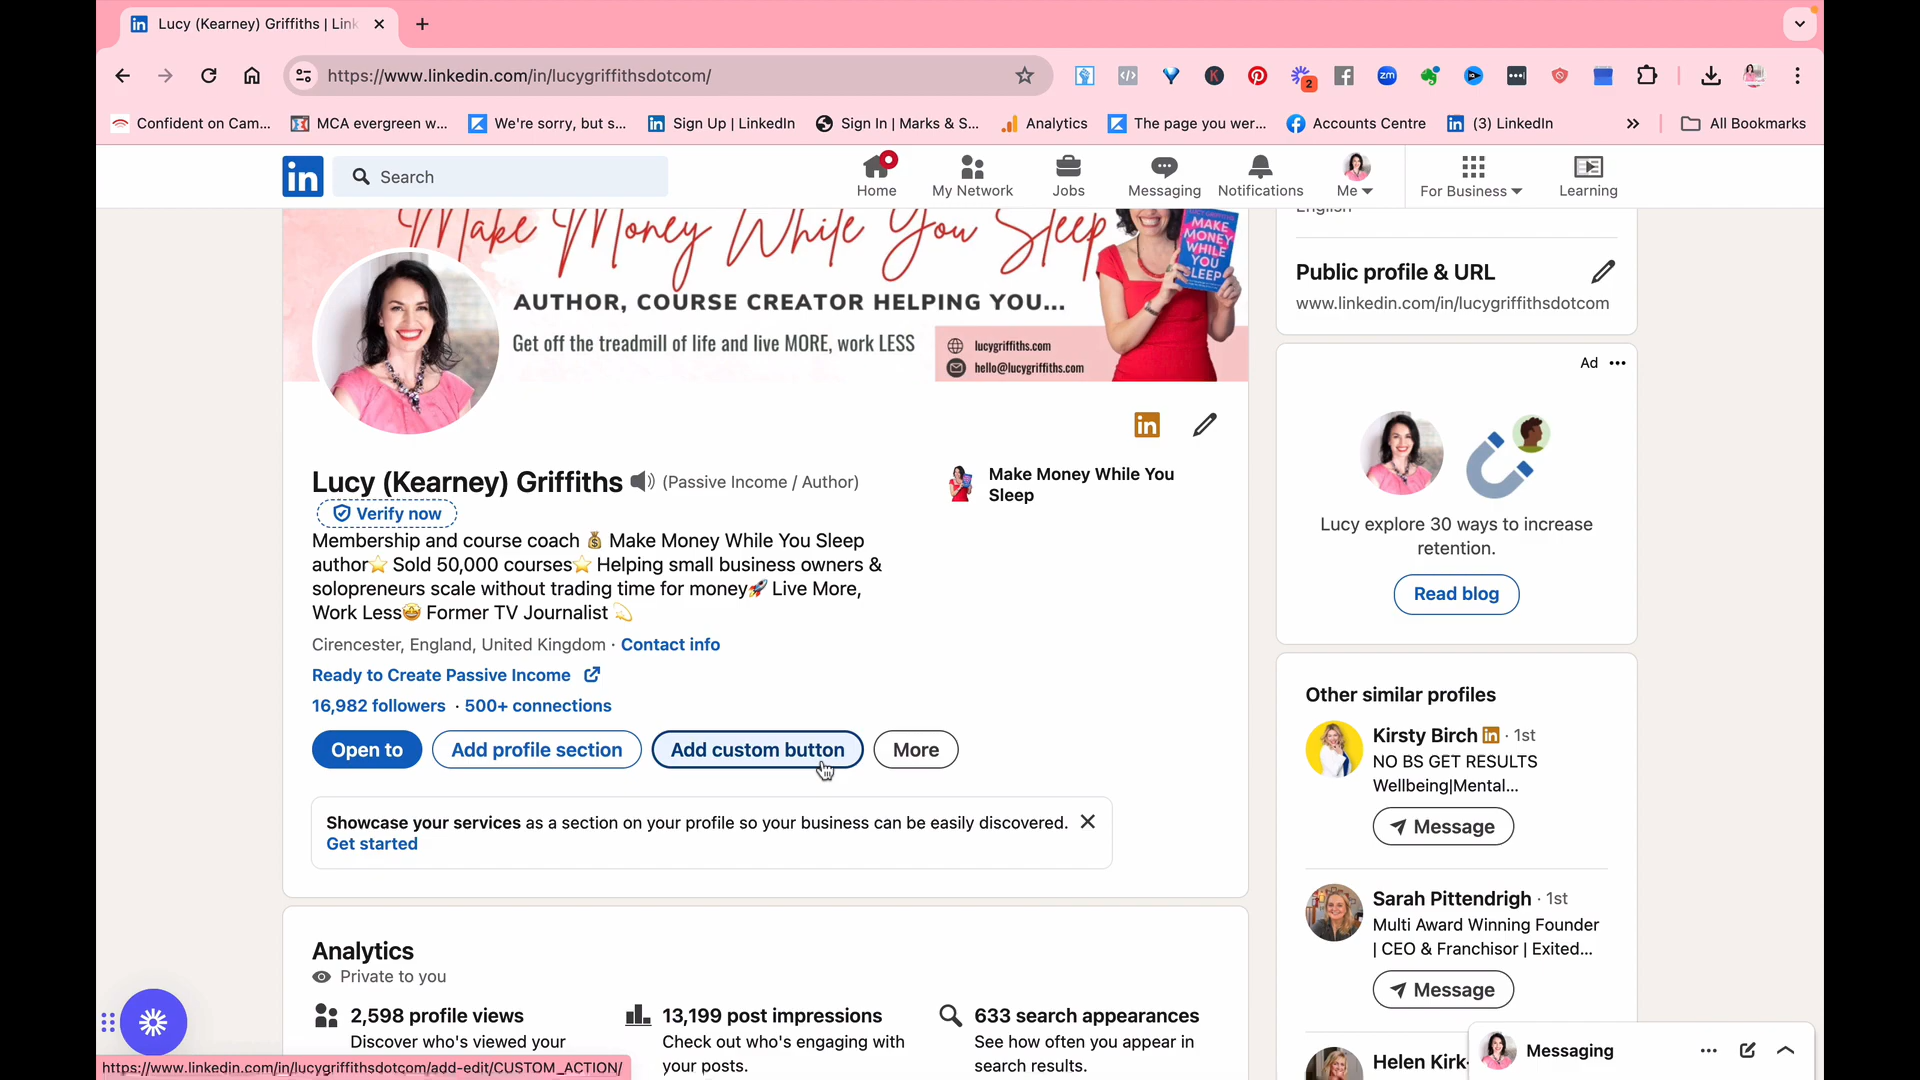 Lucy (Kearney) Griffiths | Link
https://www.linkedin.com/in/lucygriffithsdotcom/
2
Confident on Cam...
MCA evergreen w...
We're sorry, but s...
Sign Up | LinkedIn
Sign In | Marks & S...
Analytics
The page you wer...
Accounts Centre
(3) LinkedIn
All Bookmarks
in
Search
Home
My Network
Jobs
Messaging
Notifications
Me
For Business
Learning
Make Money While You Sleep
LUCY GRIFFITHS
MAKE
MONEY
WHILE
YOU
SLEEP
AUTHOR, COURSE CREATOR HELPING YOU...
Get off the treadmill of life and live MORE, work LESS
lucygriffiths.com
hello@lucygriffiths.com
in
Lucy (Kearney) Griffiths (Passive Income / Author)
Verify now
Membership and course coach 💰 Make Money While You Sleep
author⭐ Sold 50,000 courses⭐ Helping small business owners &
solopreneurs scale without trading time for money🚀 Live More,
Work Less🤩 Former TV Journalist 💫
Cirencester, England, United Kingdom · Contact info
Ready to Create Passive Income
16,982 followers · 500+ connections
Open to
Add profile section
Add custom button
More
Make Money While You
Sleep
Showcase your services as a section on your profile so your business can be easily discovered.
Get started
Analytics
Private to you
2,598 profile views
Discover who's viewed your
13,199 post impressions
Check out who's engaging with
your posts.
633 search appearances
See how often you appear in
search results.
English
Public profile & URL
www.linkedin.com/in/lucygriffithsdotcom
Ad
Lucy explore 30 ways to increase
retention.
Read blog
Other similar profiles
Kirsty Birch in · 1st
NO BS GET RESULTS
Wellbeing|Mental...
Message
Sarah Pittendrigh · 1st
Multi Award Winning Founder
| CEO & Franchisor | Exited...
Message
Helen Kirk-
Messaging
https://www.linkedin.com/in/lucygriffithsdotcom/add-edit/CUSTOM_ACTION/